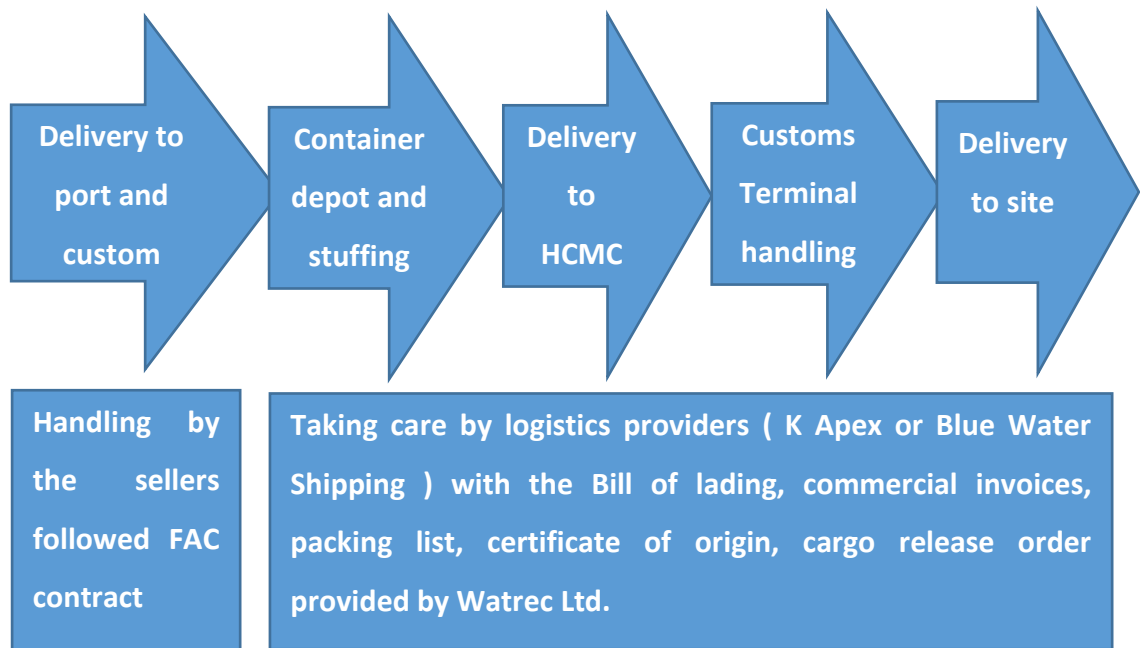 Delivery to
port and
custom
Container
depot and
stuffing
Delivery
to
HCMC
Customs
Terminal
handling
Delivery
to site
Handling by
the sellers
followed FAC
contract
Taking care by logistics providers ( K Apex or Blue Water
Shipping ) with the Bill of lading, commercial invoices,
packing list, certificate of origin, cargo release order
provided by Watrec Ltd.